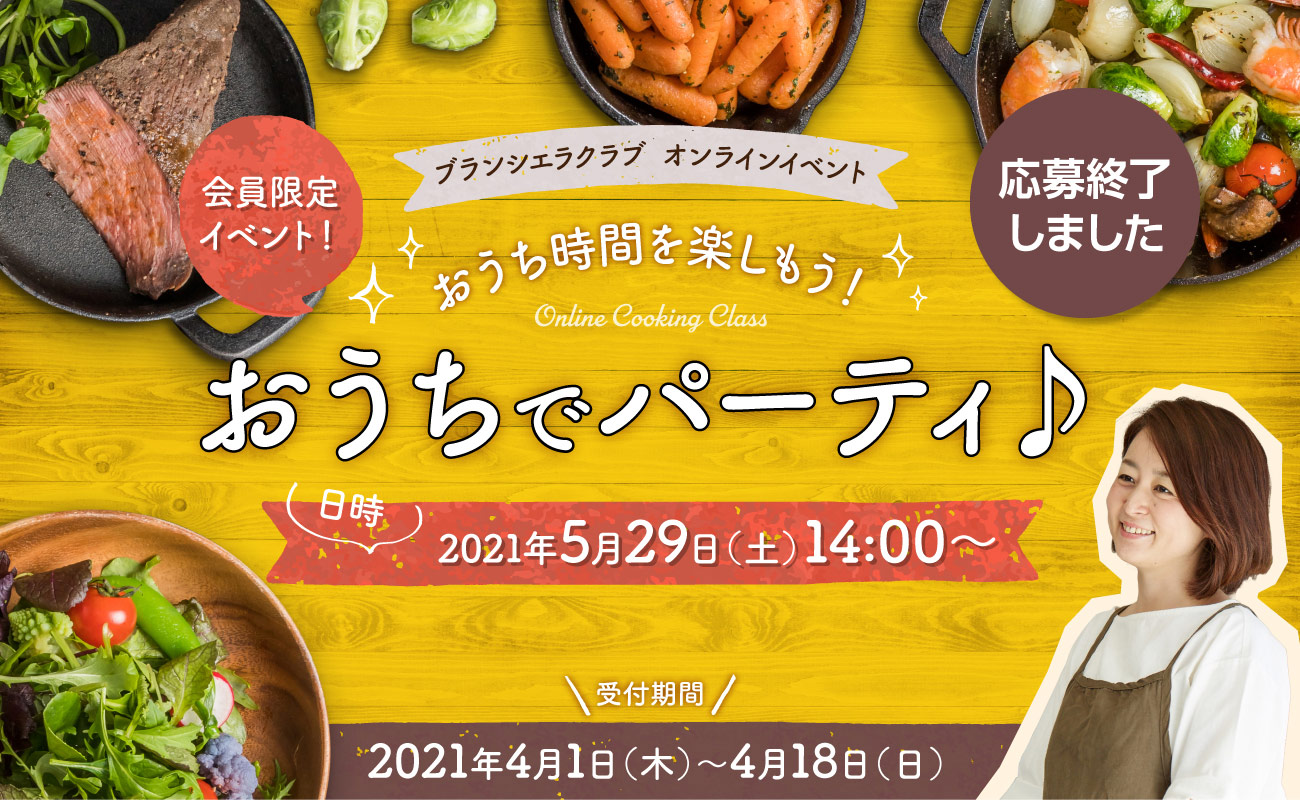 ブランシエラクラブ オンラインイベント
会員限定
イベント！
応募終了
しました
おうち時間を楽しもう！
Online Cooking Class
おうちでパーティ♪
日時
2021年5月29日（土）14:00～
受付期間
2021年4月1日（木）～4月18日（日）